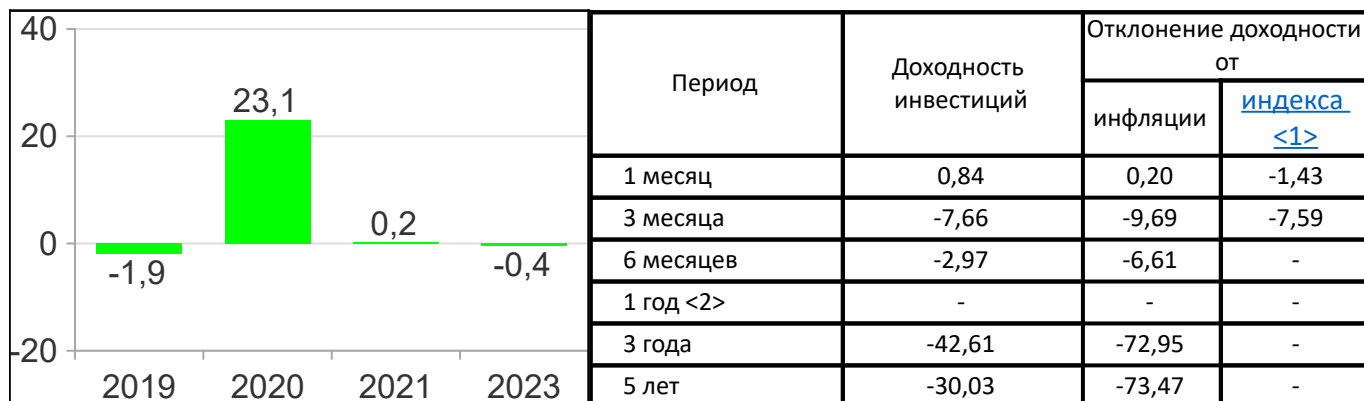 40
20
0
-20
23,1
0,2
-1,9
-0,4
2019 2020 2021 2023
Период
Доходность
инвестиций
Отклонение доходности
от
инфляции
индекса
<1>
1 месяц 0,84 0,20 -1,43
3 месяца -7,66 -9,69 -7,59
6 месяцев -2,97 -6,61 -
1 год <2> - - -
3 года -42,61 -72,95 -
5 лет -30,03 -73,47 -